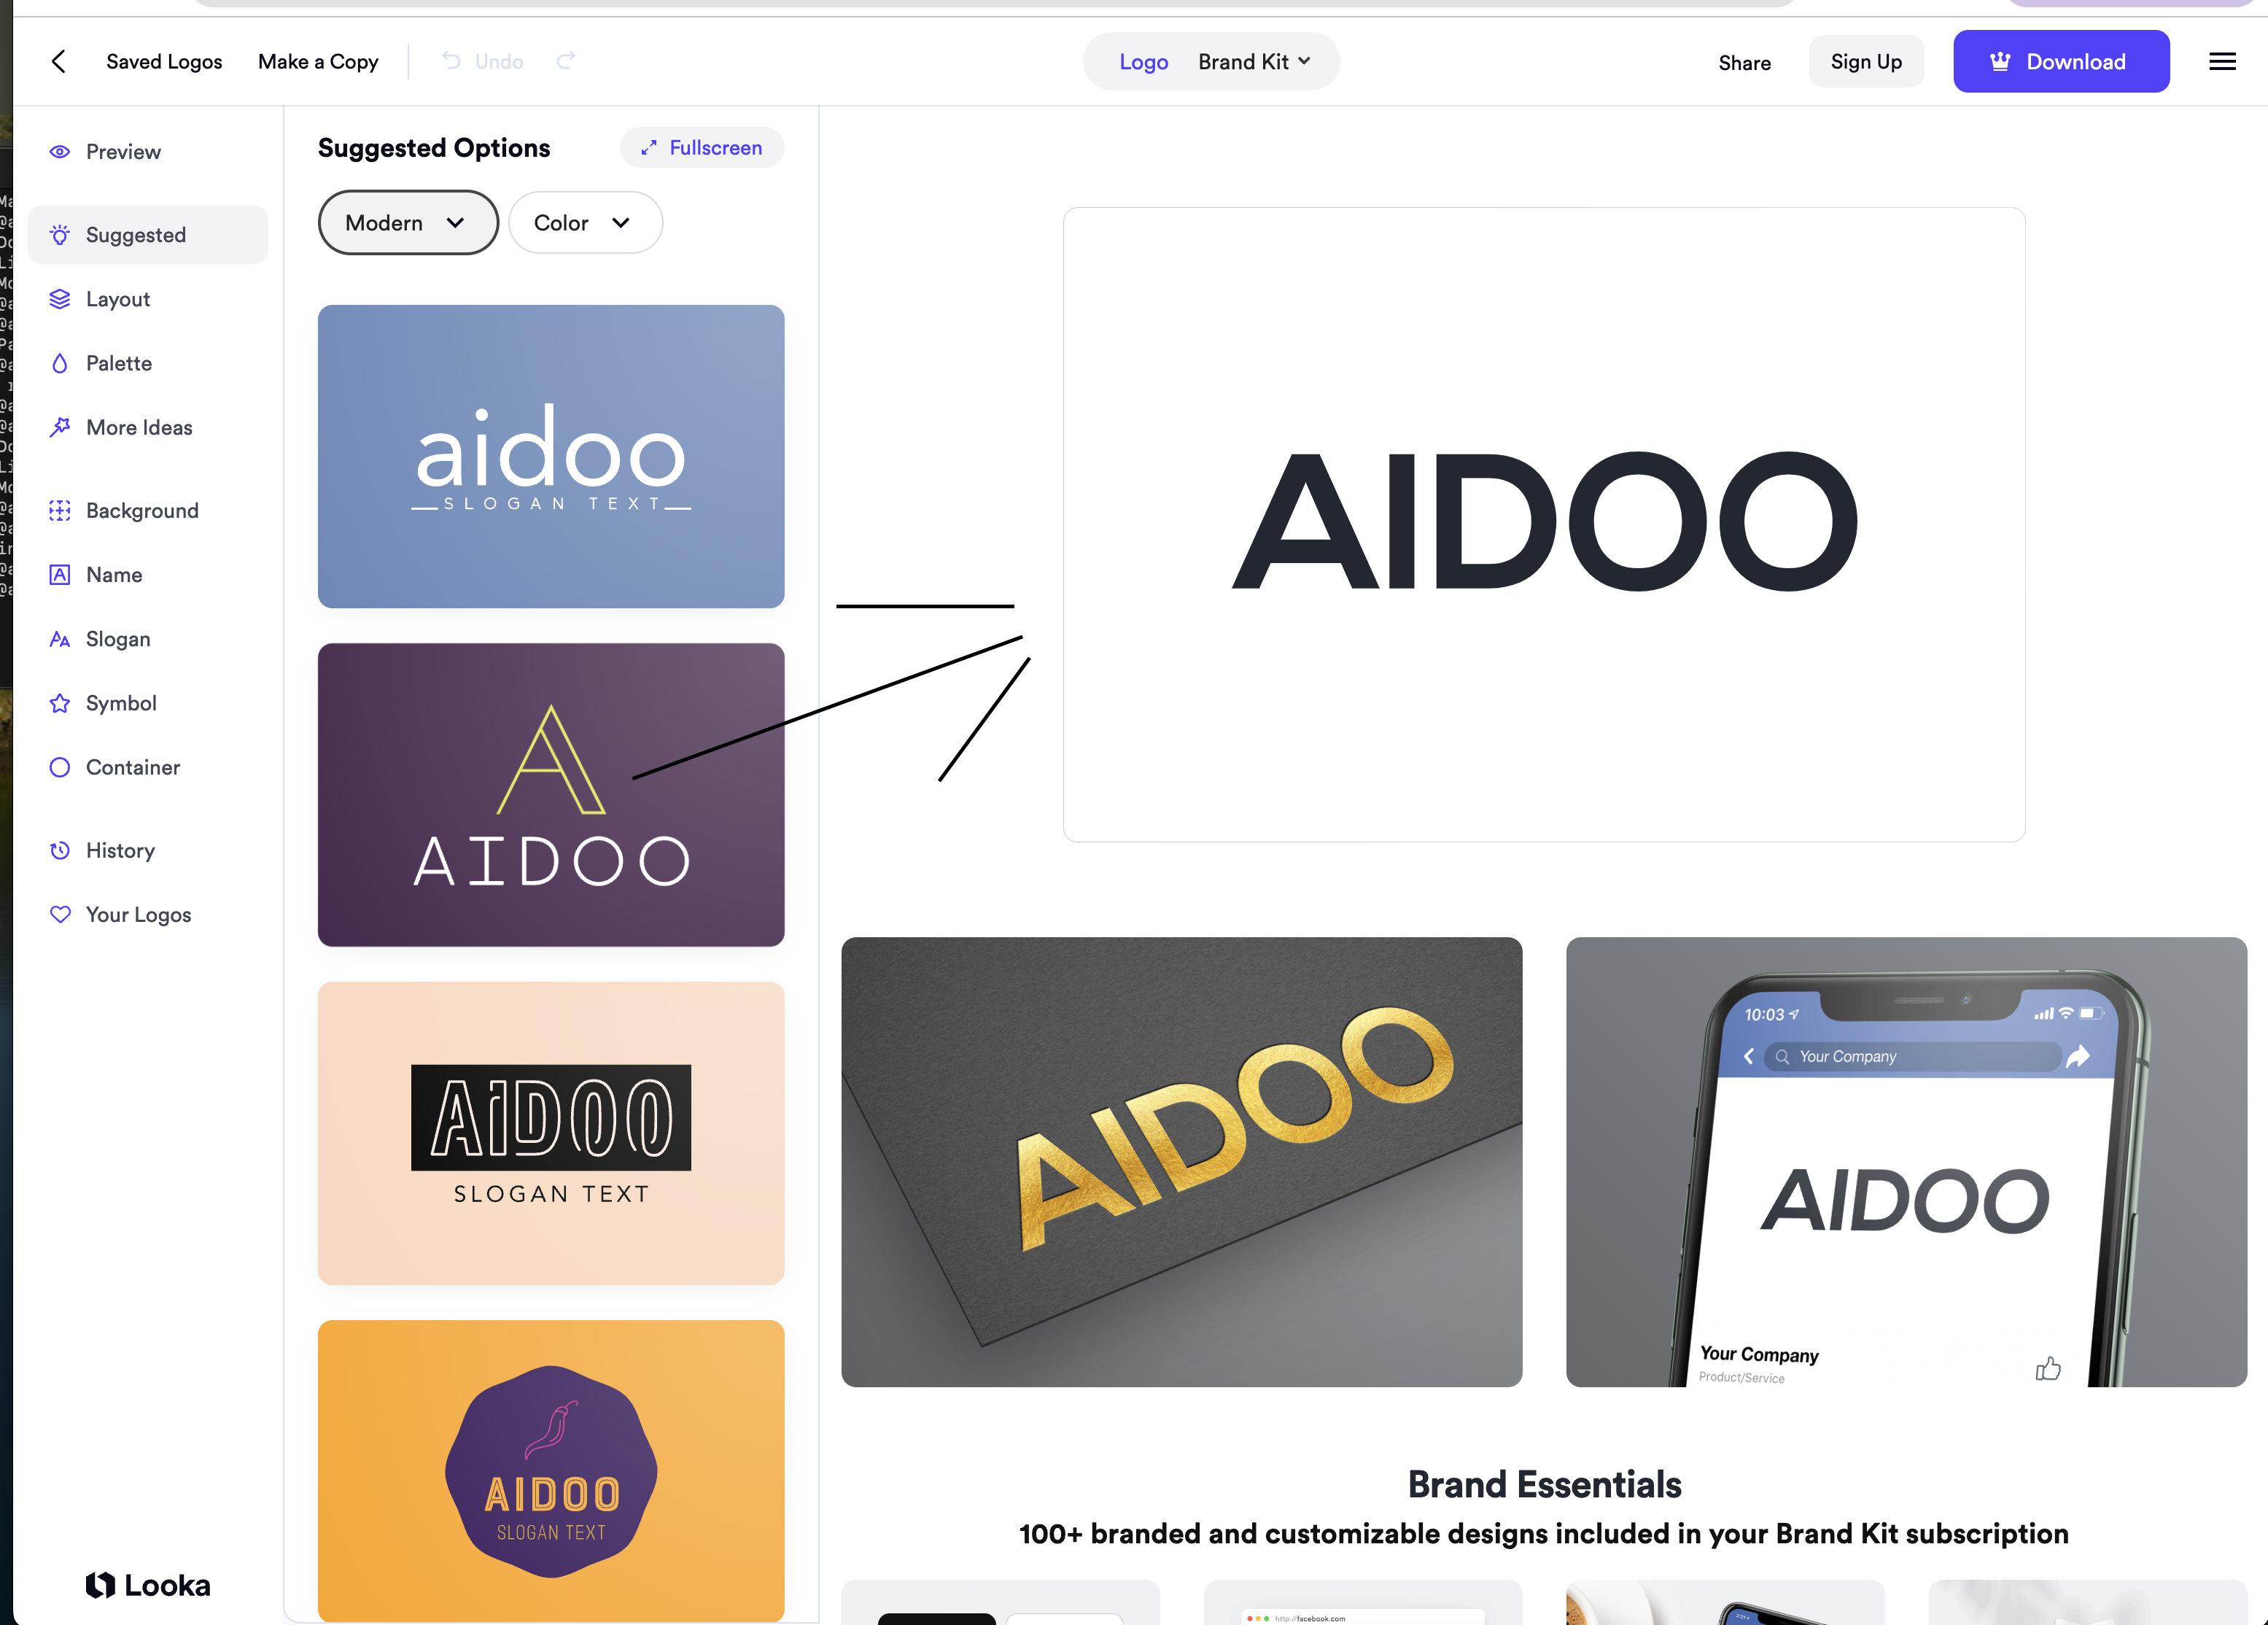 Saved Logos
Make a Copy
Undo
Logo
Brand Kit
Share
Sign Up
Download
Preview
Suggested
Layout
Palette
More Ideas
Background
Name
Slogan
Symbol
Container
History
Your Logos
Looka
Suggested Options
Fullscreen
Modern
Color
aidoo
SLOGAN TEXT
A
AIDOO
AIDOO
SLOGAN TEXT
AIDOO
SLOGAN TEXT
AIDOO
AIDOO
10:03
Your Company
AIDOO
Your Company
Product/Service
Brand Essentials
100+ branded and customizable designs included in your Brand Kit subscription
http://facebook.com